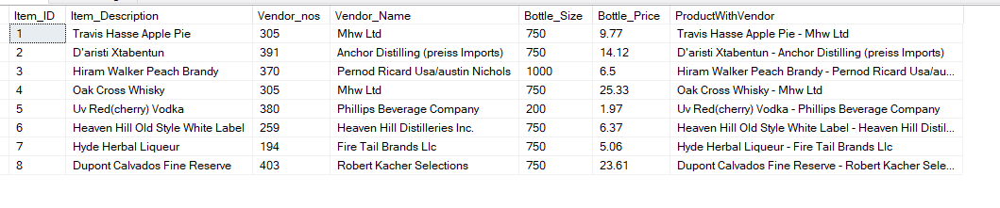 Item_ID Item_Description Vendor_nos Vendor_Name Bottle_Size Bottle_Price ProductWithVendor
1 Travis Hasse Apple Pie 305 Mhw Ltd 750 9.77 Travis Hasse Apple Pie - Mhw Ltd
2 D'aristi Xtabentun 391 Anchor Distilling (preiss Imports) 750 14.12 D'aristi Xtabentun - Anchor Distilling (preiss Imports)
3 Hiram Walker Peach Brandy 370 Pernod Ricard Usa/austin Nichols 1000 6.5 Hiram Walker Peach Brandy - Pernod Ricard Usa/au...
4 Oak Cross Whisky 305 Mhw Ltd 750 25.33 Oak Cross Whisky - Mhw Ltd
5 Uv Red(cherry) Vodka 380 Phillips Beverage Company 200 1.97 Uv Red(cherry) Vodka - Phillips Beverage Company
6 Heaven Hill Old Style White Label 259 Heaven Hill Distilleries Inc. 750 6.37 Heaven Hill Old Style White Label - Heaven Hill Distil...
7 Hyde Herbal Liqueur 194 Fire Tail Brands Llc 750 5.06 Hyde Herbal Liqueur - Fire Tail Brands Llc
8 Dupont Calvados Fine Reserve 403 Robert Kacher Selections 750 23.61 Dupont Calvados Fine Reserve - Robert Kacher Sele...